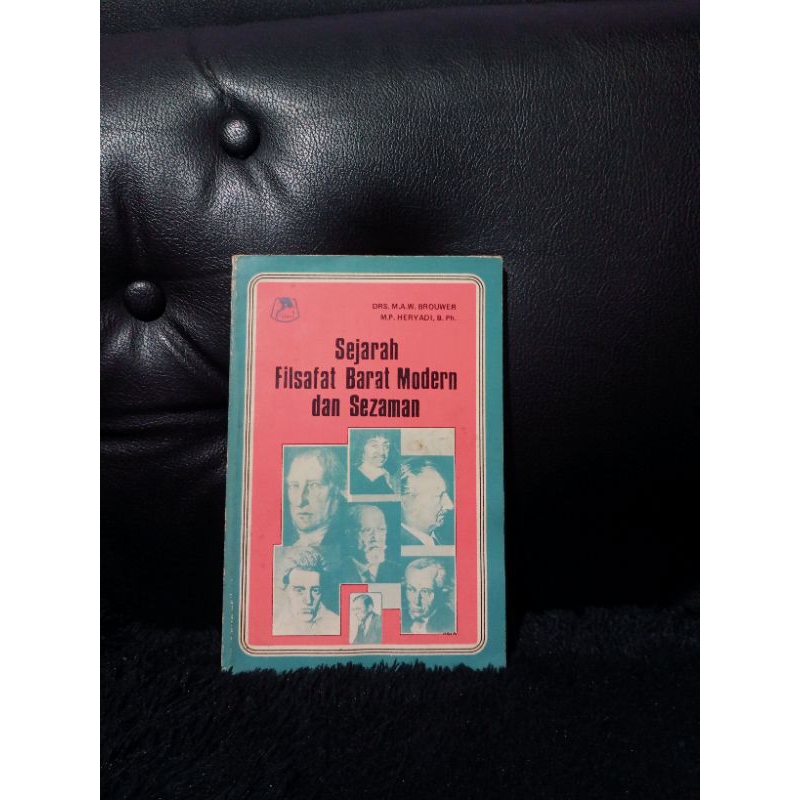 DRS. M.A.W. BROUWER
M.P. HERYADI, B. Ph.
Sejarah
Filsafat Barat Modern
dan Sezaman